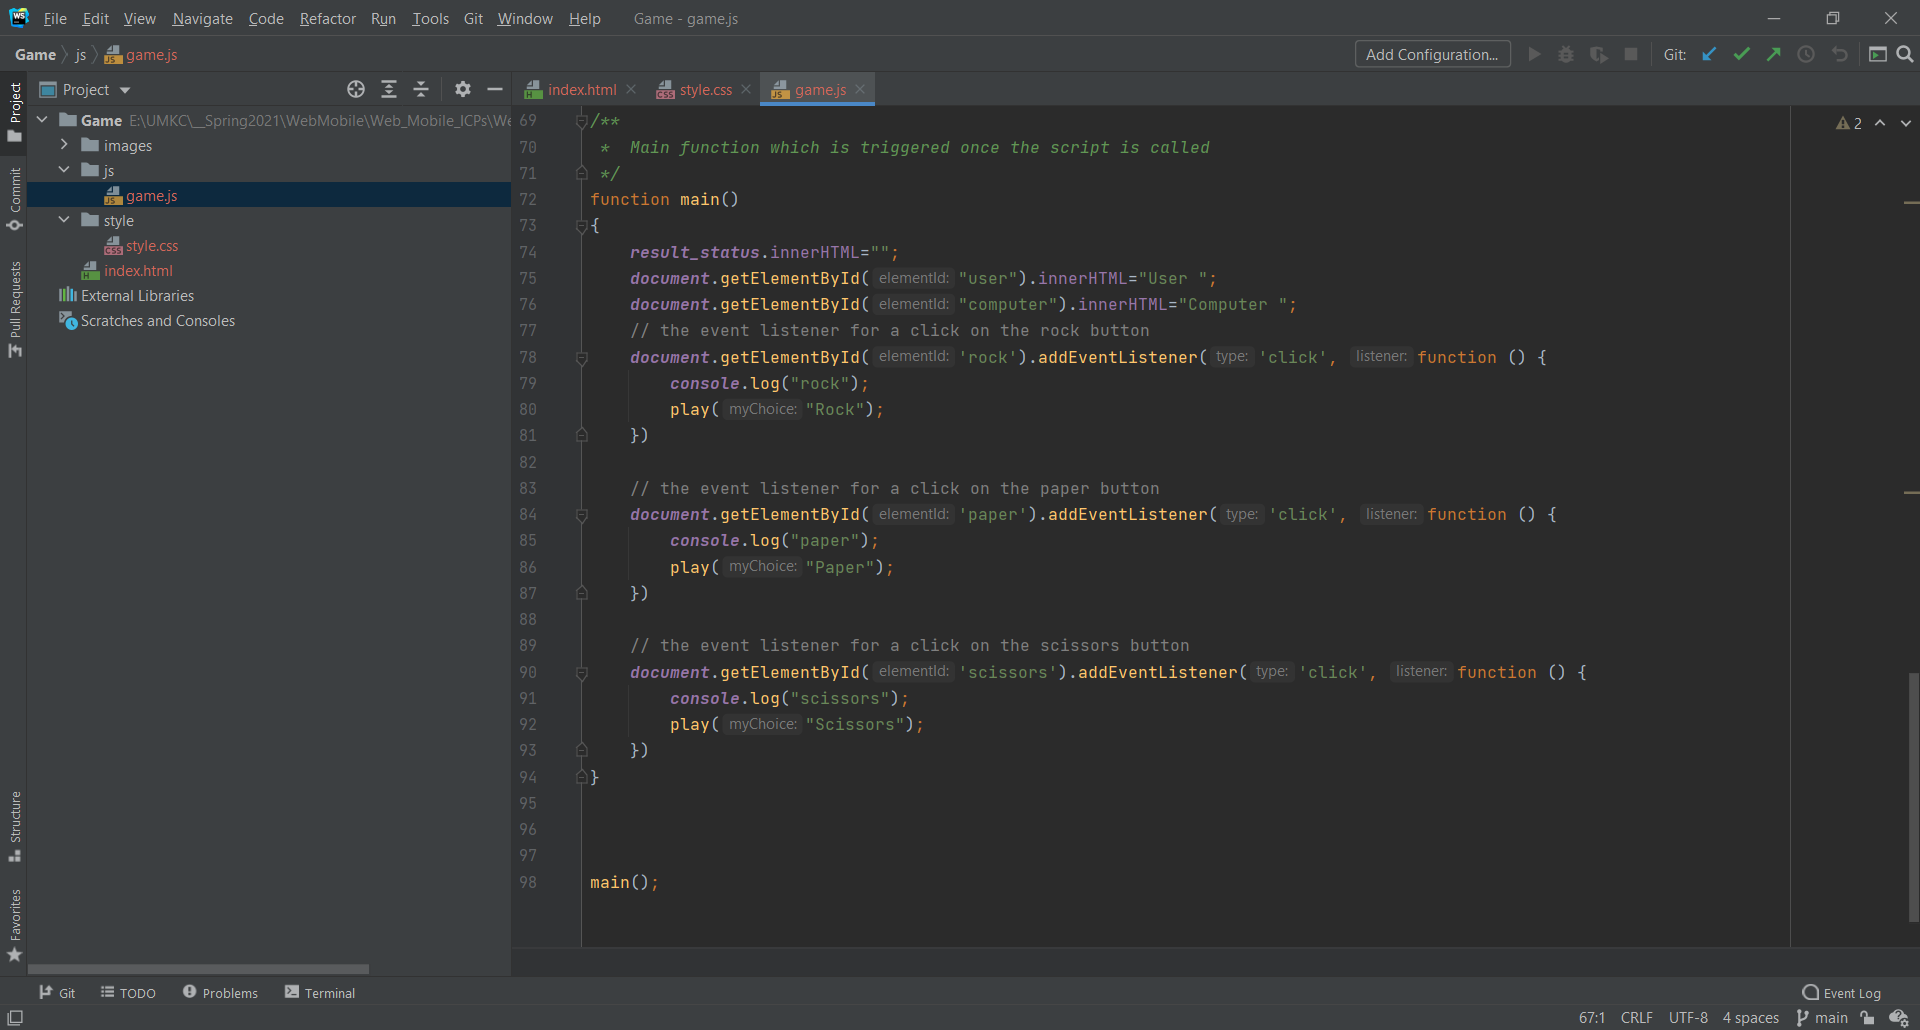 WS File Edit View Navigate Code Refactor Run Tools Git Window Help Game - game.js
Game js game.js Add Configuration... Git:
Project index.html style.css game.js
Game E:\UMKC\__Spring2021\WebMobile\Web_Mobile_ICPs\We
images
js
game.js
style
style.css
index.html
External Libraries
Scratches and Consoles
Project
Commit
Pull Requests
Structure
Favorites
2
69 /**
70 * Main function which is triggered once the script is called
71 */
72 function main()
73 {
74 result_status.innerHTML="";
75 document.getElementById( elementId: "user").innerHTML="User ";
76 document.getElementById( elementId: "computer").innerHTML="Computer ";
77 // the event listener for a click on the rock button
78 document.getElementById( elementId: 'rock').addEventListener( type: 'click', listener: function () {
79 console.log("rock");
80 play( myChoice: "Rock");
81 })
82
83 // the event listener for a click on the paper button
84 document.getElementById( elementId: 'paper').addEventListener( type: 'click', listener: function () {
85 console.log("paper");
86 play( myChoice: "Paper");
87 })
88
89 // the event listener for a click on the scissors button
90 document.getElementById( elementId: 'scissors').addEventListener( type: 'click', listener: function () {
91 console.log("scissors");
92 play( myChoice: "Scissors");
93 })
94 }
95
96
97
98 main();
Git TODO Problems Terminal Event Log
67:1 CRLF UTF-8 4 spaces main